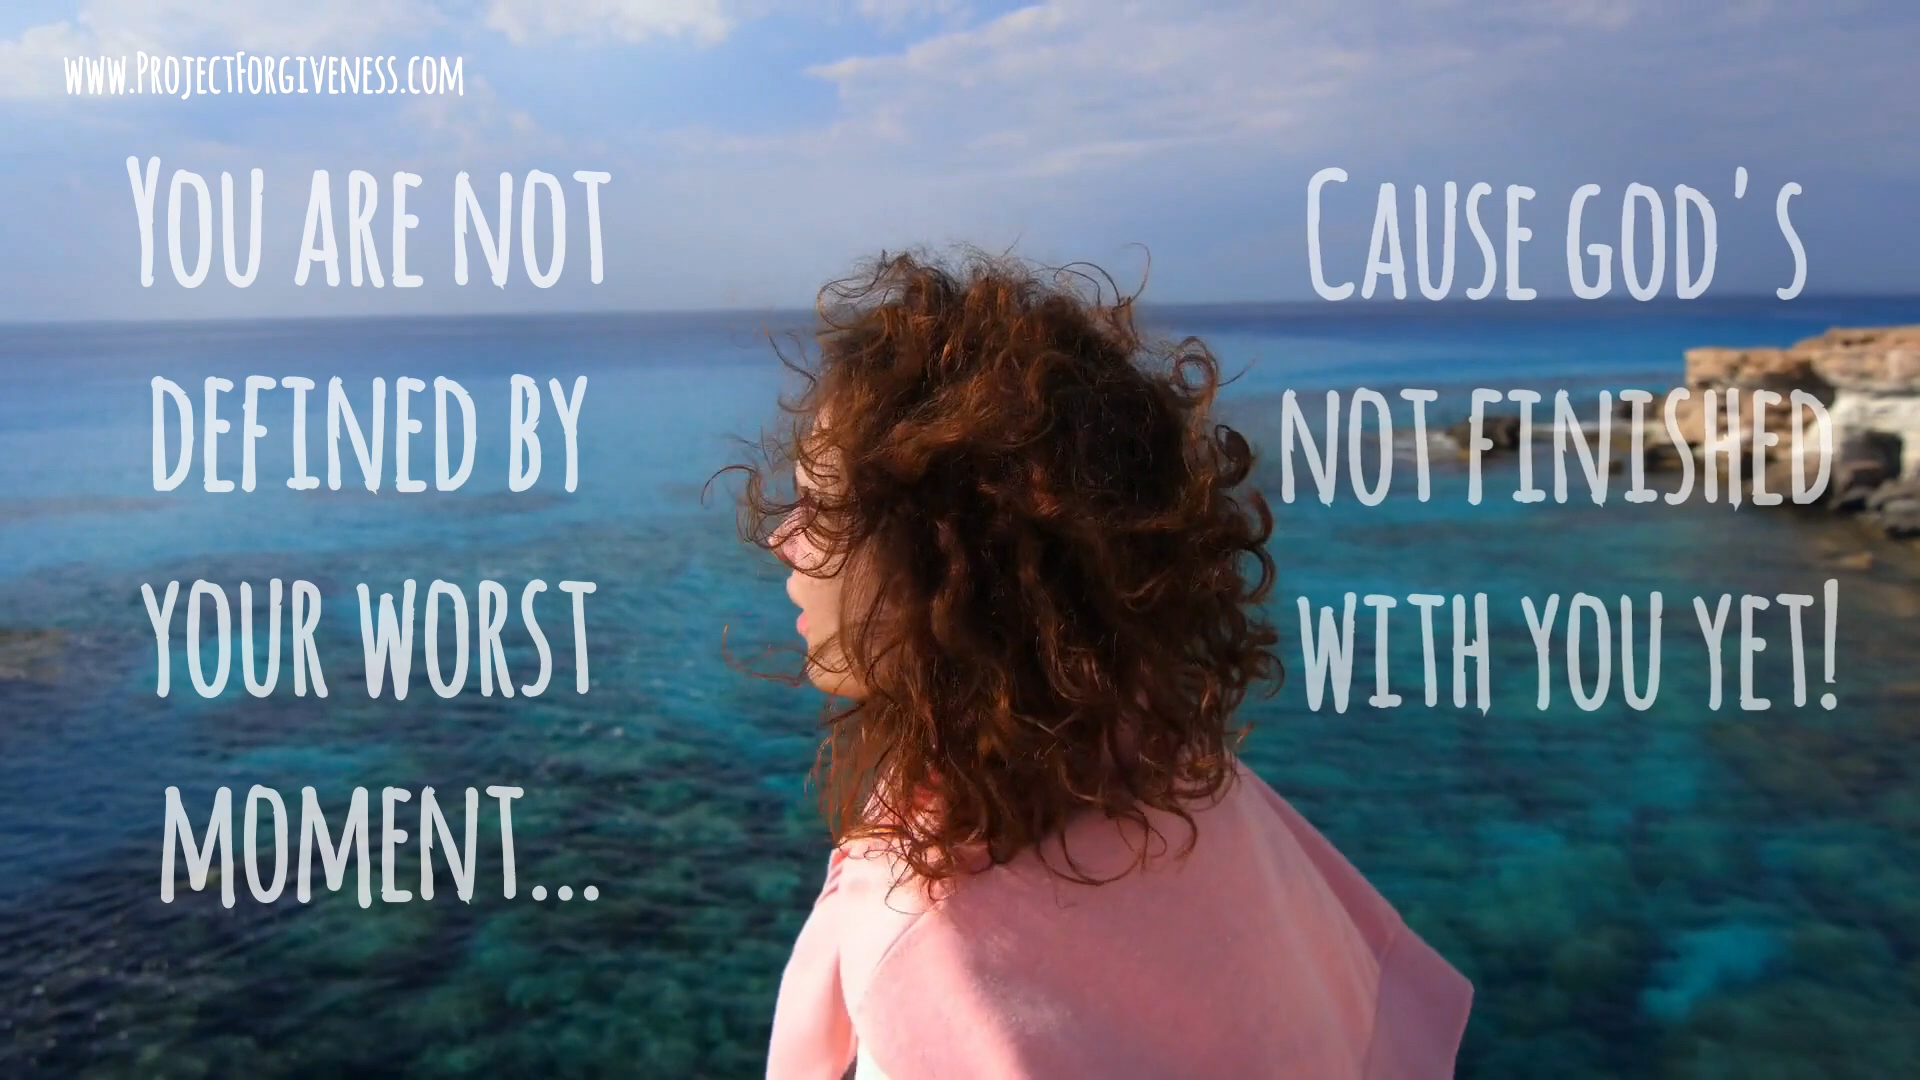 www.ProjectForgiveness.com
You are not
defined by
your worst
moment...
Cause god's
not finished
with you yet!